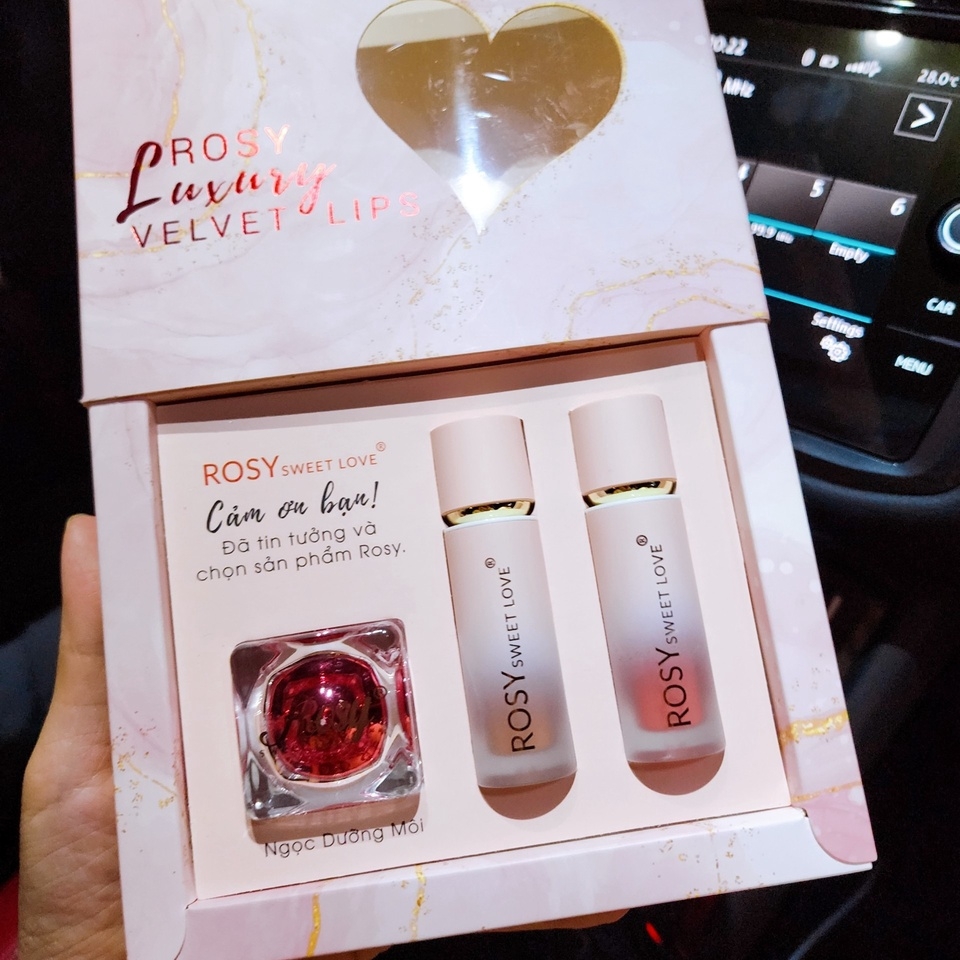 ROSY
Luxury
VELVET LIPS
ROSY SWEET LOVE®
Cảm ơn bạn!
Đã tin tưởng và
chọn sản phẩm Rosy.
ROSY SWEET LOVE®
ROSY SWEET LOVE®
Rosy
Ngọc Dưỡng Môi
28.0°C
MHz
5
6
Empty
Settings
CAR
MENU